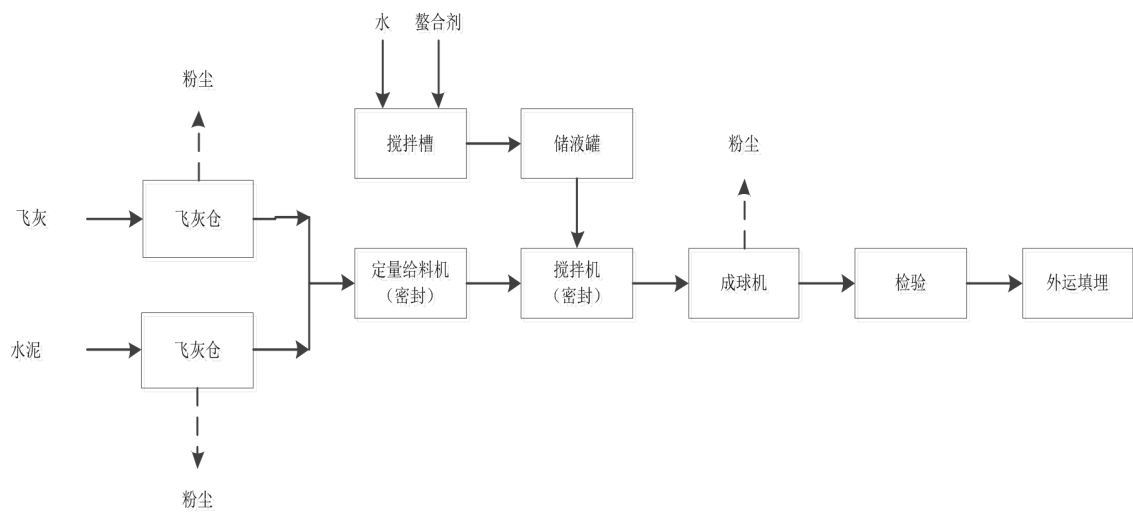 水
螯合剂
粉尘
搅拌槽
储液罐
粉尘
飞灰
飞灰仓
定量给料机
（密封）
搅拌机
（密封）
成球机
检验
外运填埋
水泥
飞灰仓
粉尘